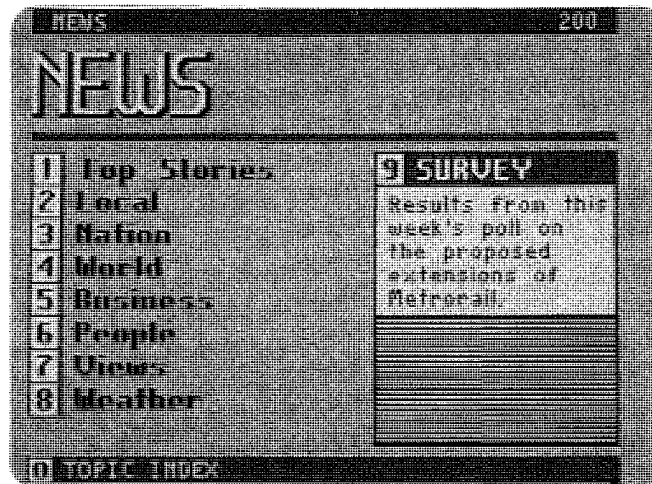 NEWS 200
NEWS
1 Top Stories
2 Local
3 Nation
4 World
5 Business
6 People
7 Views
8 Weather
9 SURVEY
Results from this
week's poll on
the proposed
extensions of
Metrorail.
0 TOPIC INDEX